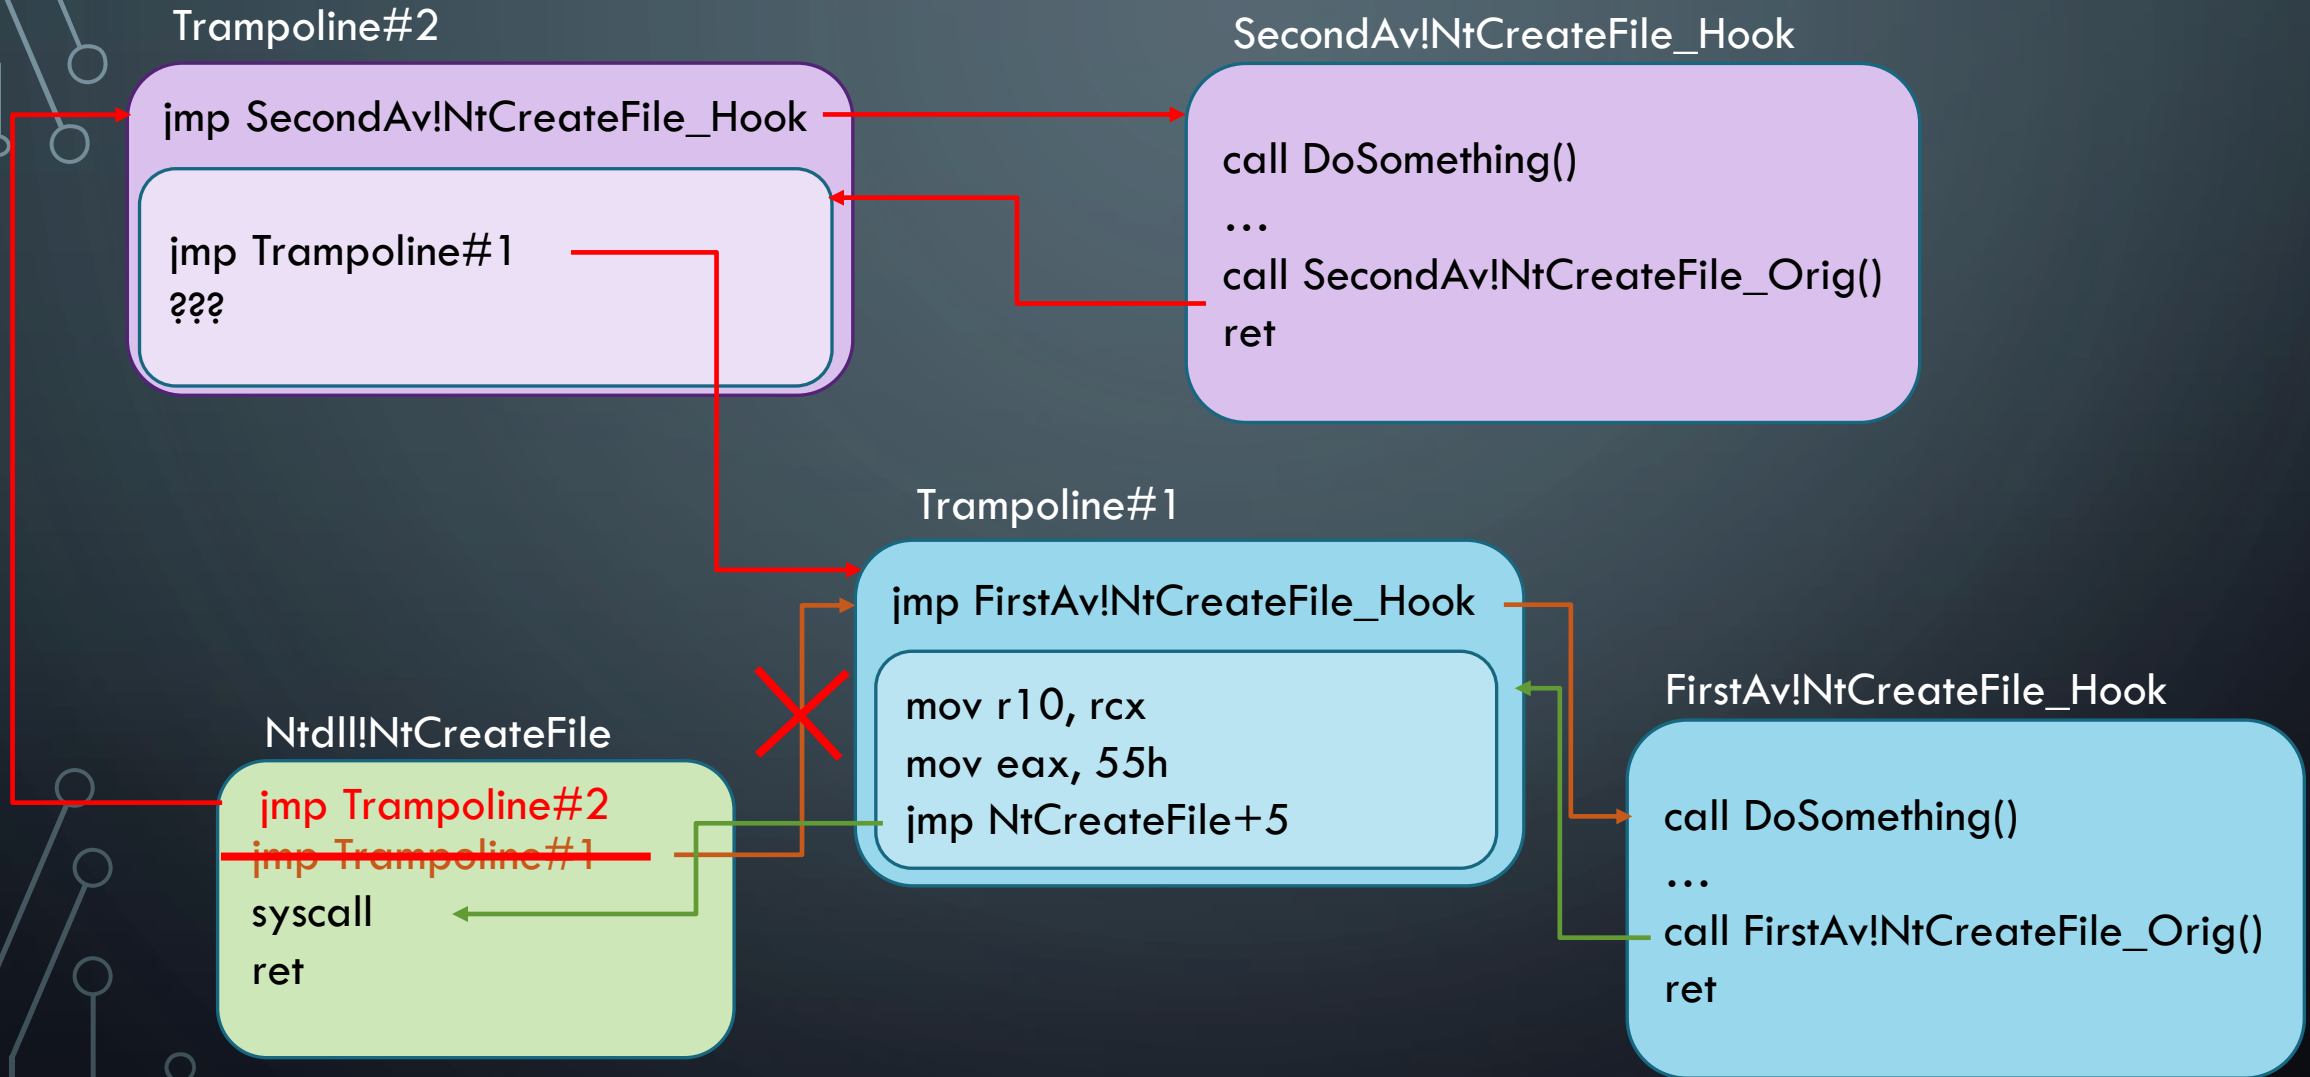 Trampoline#2
jmp SecondAv!NtCreateFile_Hook
jmp Trampoline#1
???
SecondAv!NtCreateFile_Hook
call DoSomething()
...
call SecondAv!NtCreateFile_Orig()
ret
Trampoline#1
jmp FirstAv!NtCreateFile_Hook
mov r10, rcx
mov eax, 55h
jmp NtCreateFile+5
Ntdll!NtCreateFile
jmp Trampoline#2
jmp Trampoline#1
syscall
ret
FirstAv!NtCreateFile_Hook
call DoSomething()
...
call FirstAv!NtCreateFile_Orig()
ret